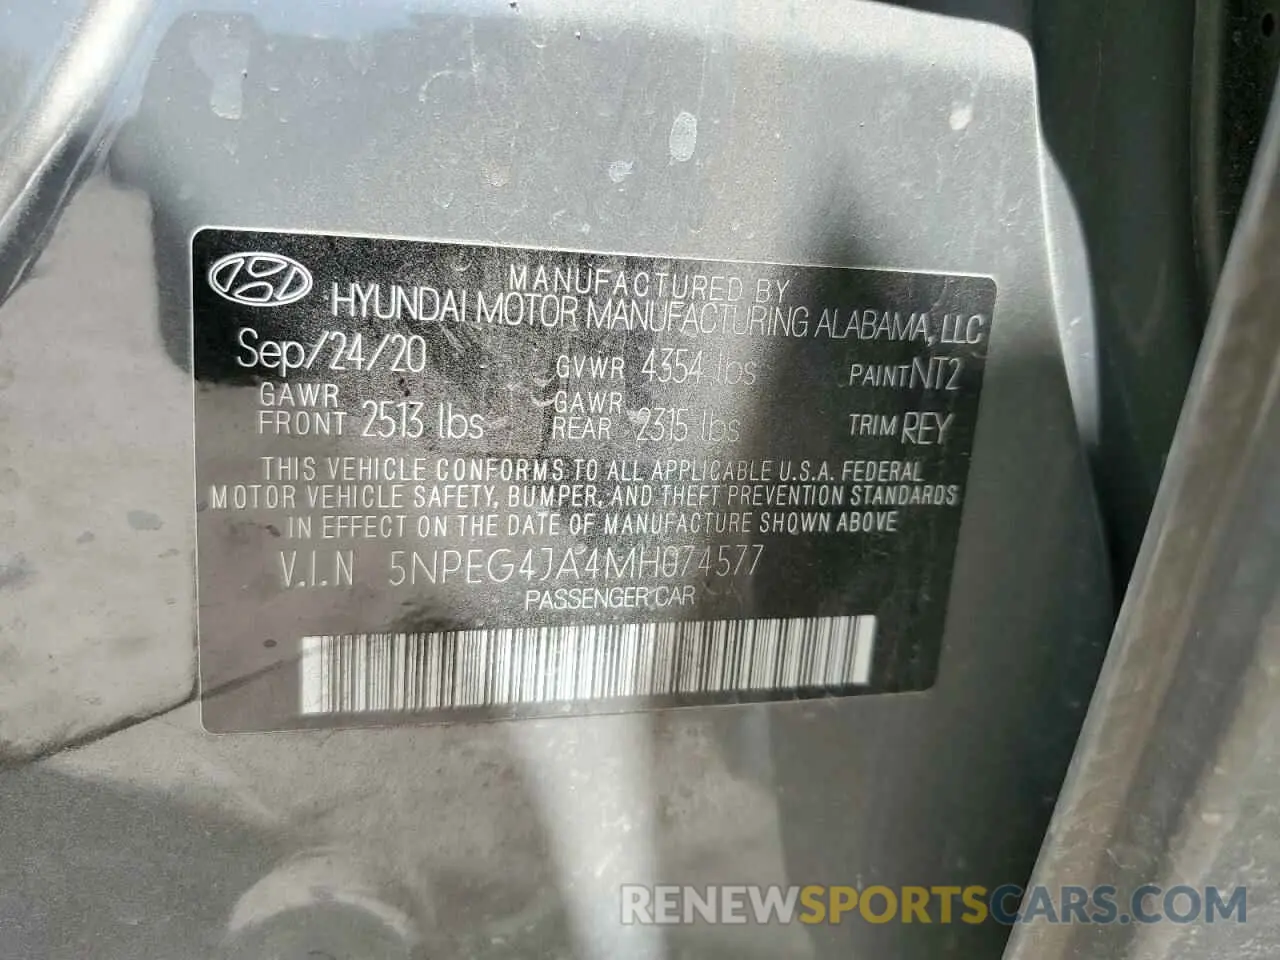 MANUFACTURED BY
HYUNDAI MOTOR MANUFACTURING ALABAMA, LLC
Sep/24/20 GVWR 4354 lbs PAINT NT2
GAWR FRONT 2513 lbs GAWR REAR 2315 lbs TRIM REY
THIS VEHICLE CONFORMS TO ALL APPLICABLE U.S.A. FEDERAL
MOTOR VEHICLE SAFETY, BUMPER, AND THEFT PREVENTION STANDARDS
IN EFFECT ON THE DATE OF MANUFACTURE SHOWN ABOVE
V.I.N 5NPEG4JA4MH074577
PASSENGER CAR
RENEWSPORTSCARS.COM